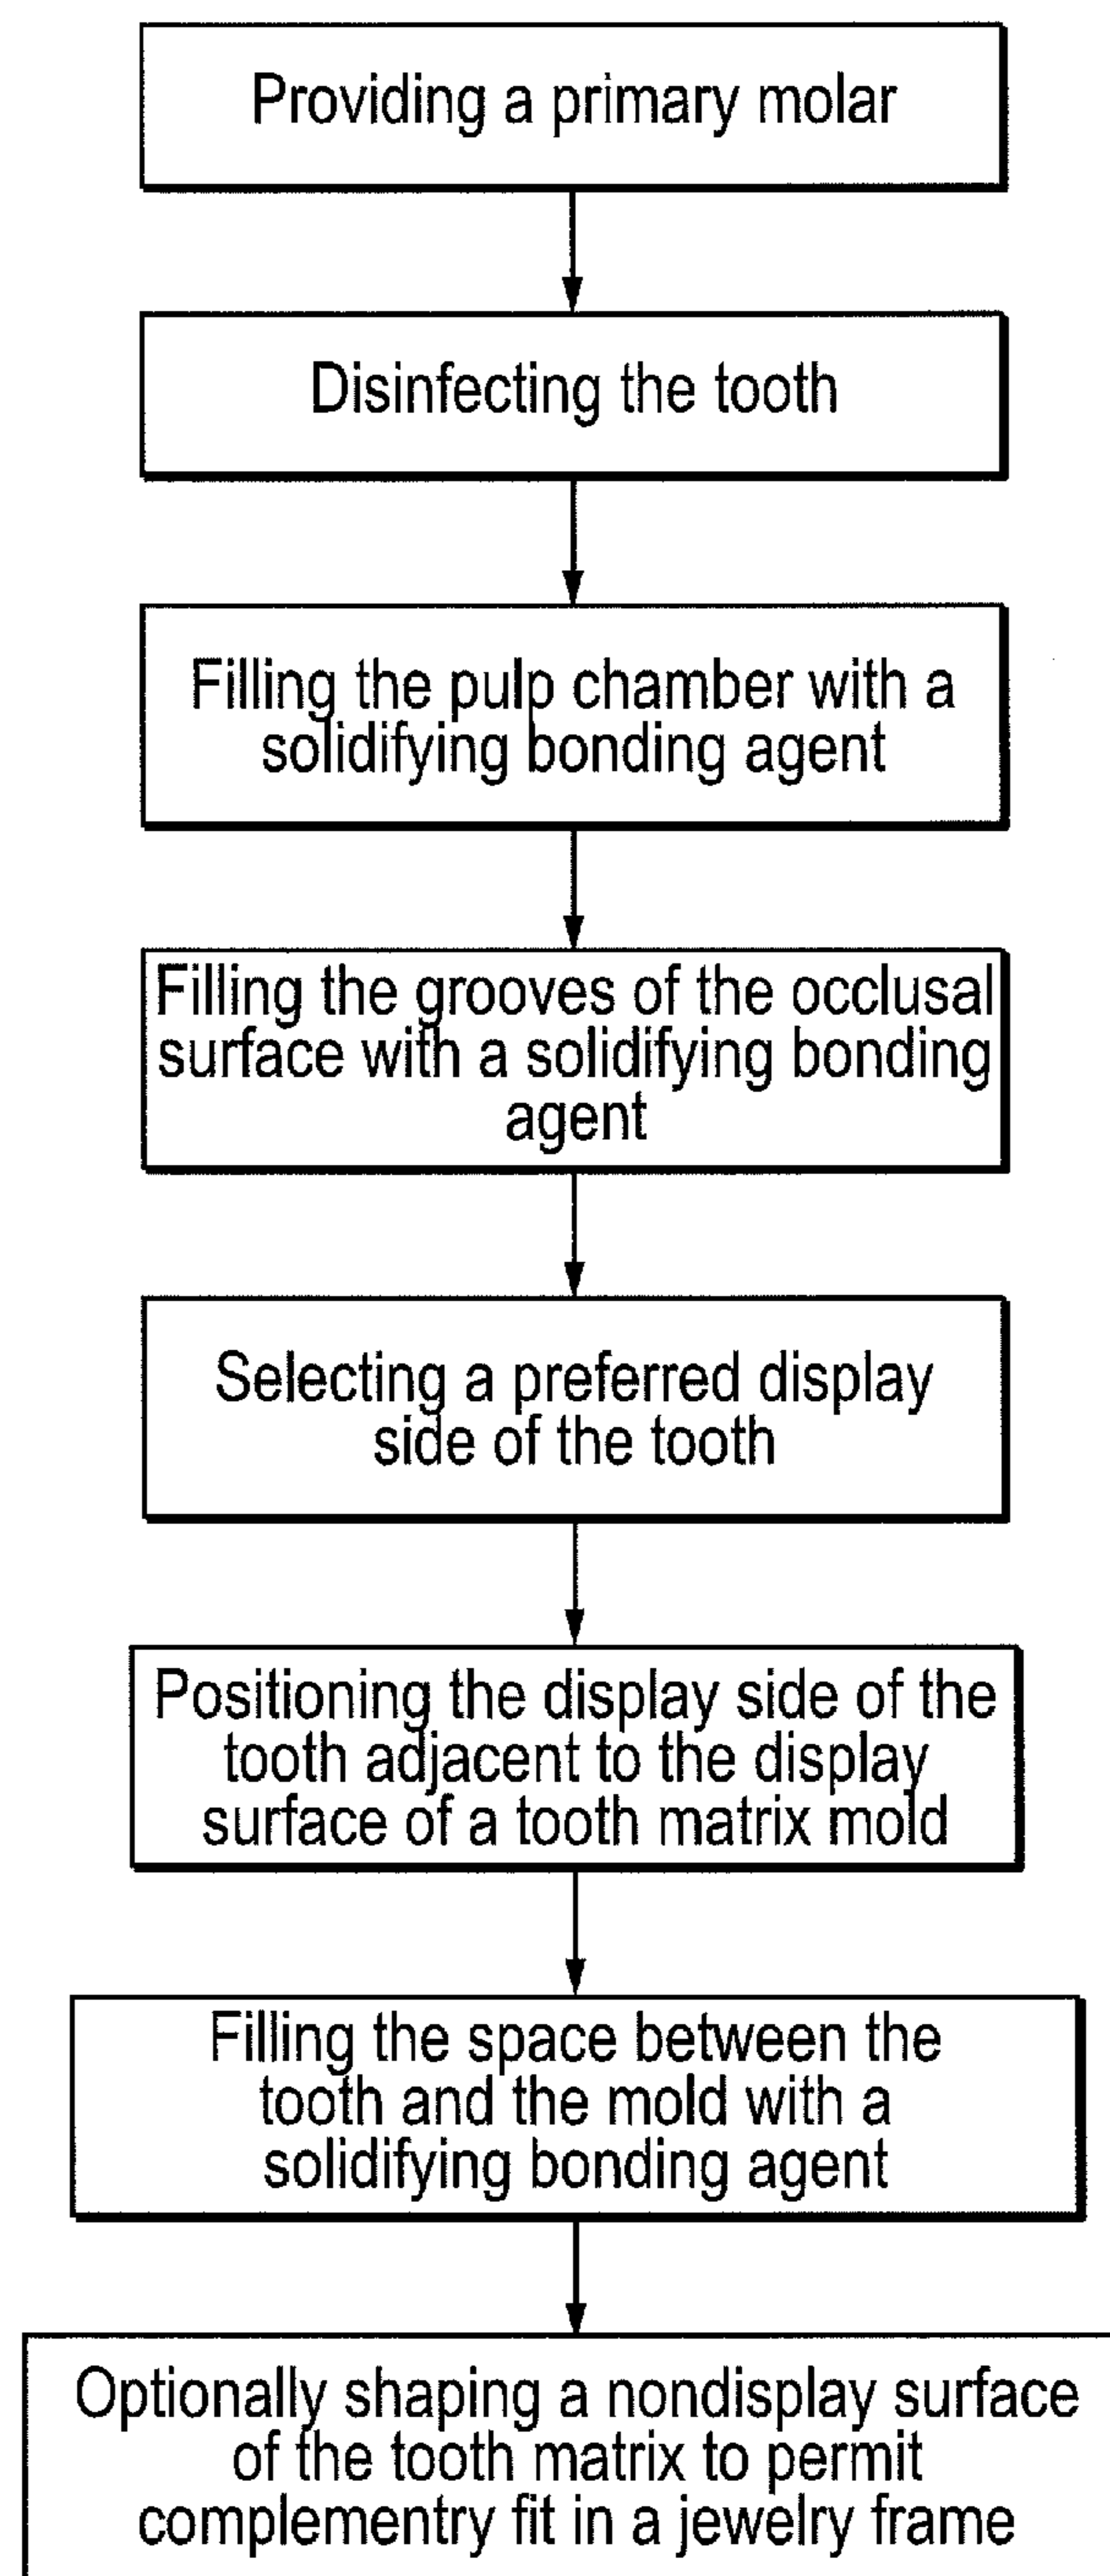 Providing a primary molar
Disinfecting the tooth
Filling the pulp chamber with a
solidifying bonding agent
Filling the grooves of the occlusal
surface with a solidifying bonding
agent
Selecting a preferred display
side of the tooth
Positioning the display side of the
tooth adjacent to the display
surface of a tooth matrix mold
Filling the space between the
tooth and the mold with a
solidifying bonding agent
Optionally shaping a nondisplay surface
of the tooth matrix to permit
complementry fit in a jewelry frame